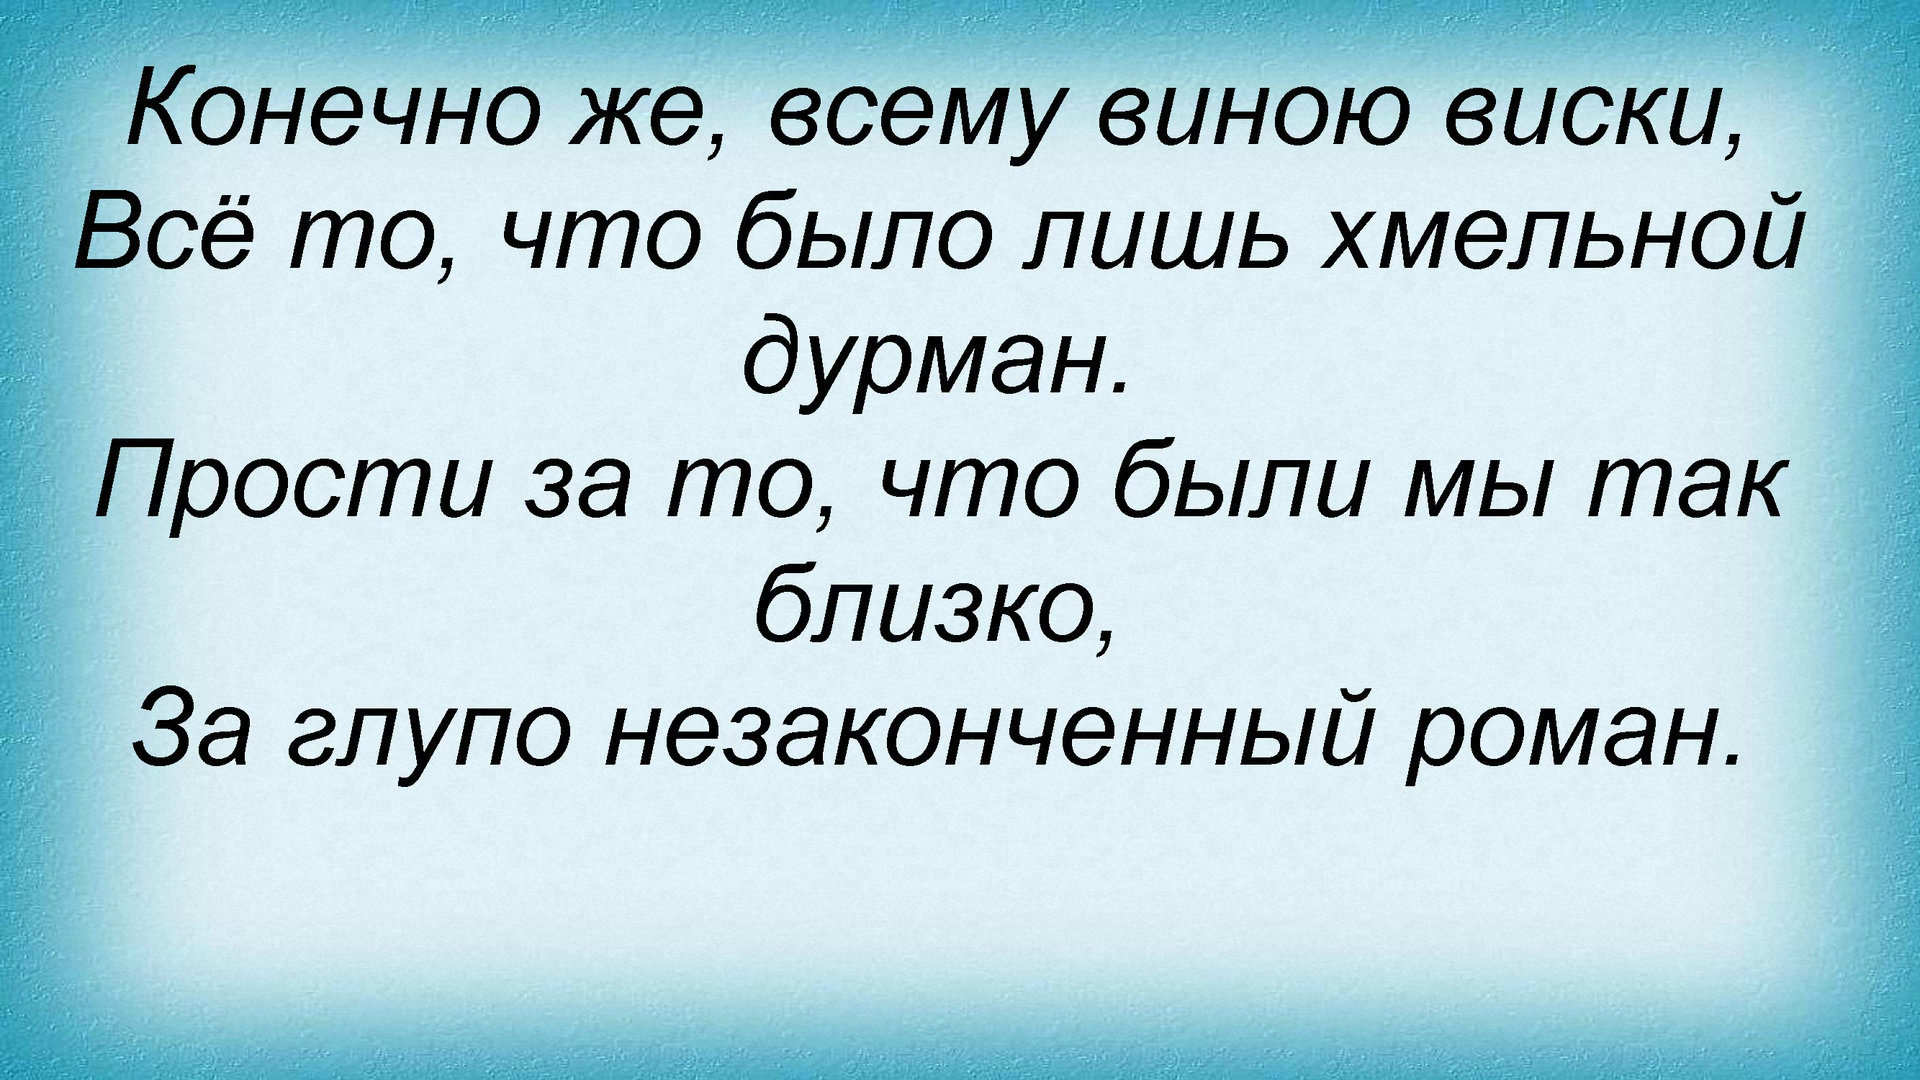 Конечно же, всему виною виски,
Всё то, что было лишь хмельной
дурман.
Прости за то, что были мы так
близко,
За глупо незаконченный роман.